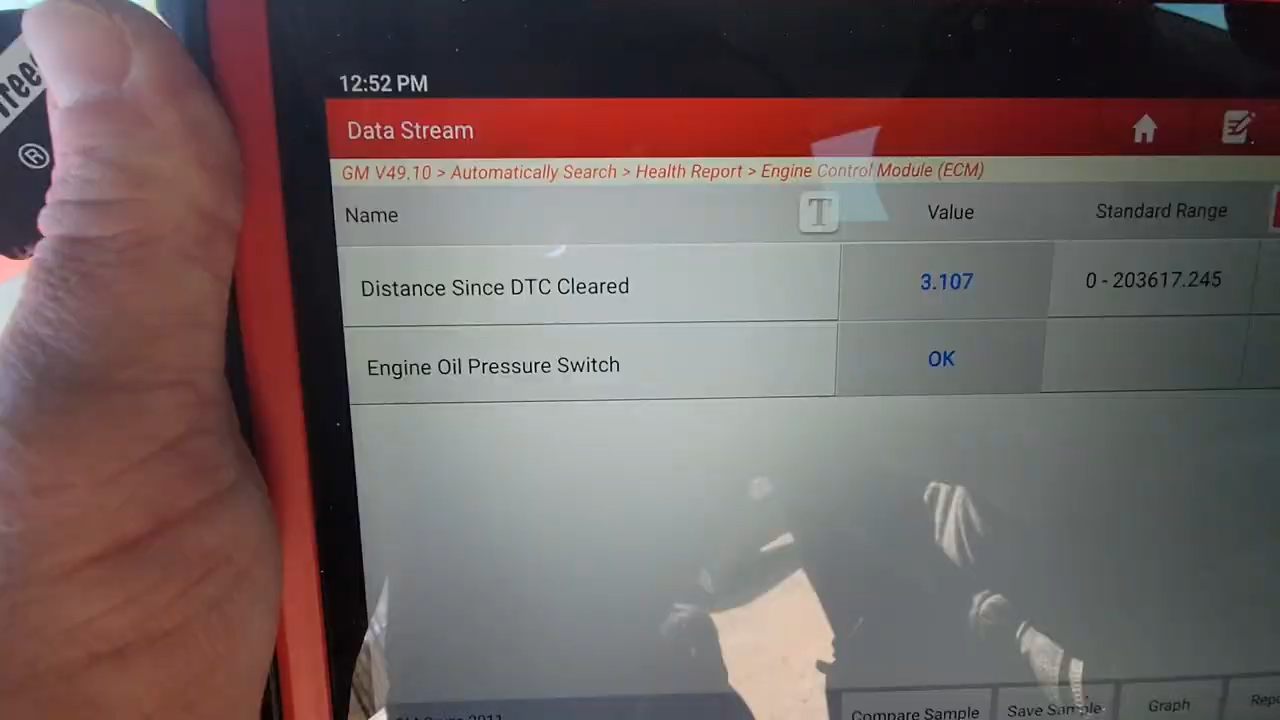 free
®
12:52 PM
Data Stream
GM V49.10 > Automatically Search > Health Report > Engine Control Module (ECM)
Name T Value Standard Range
Distance Since DTC Cleared 3.107 0 - 203617.245
Engine Oil Pressure Switch OK
Compare Sample Save Sample Graph